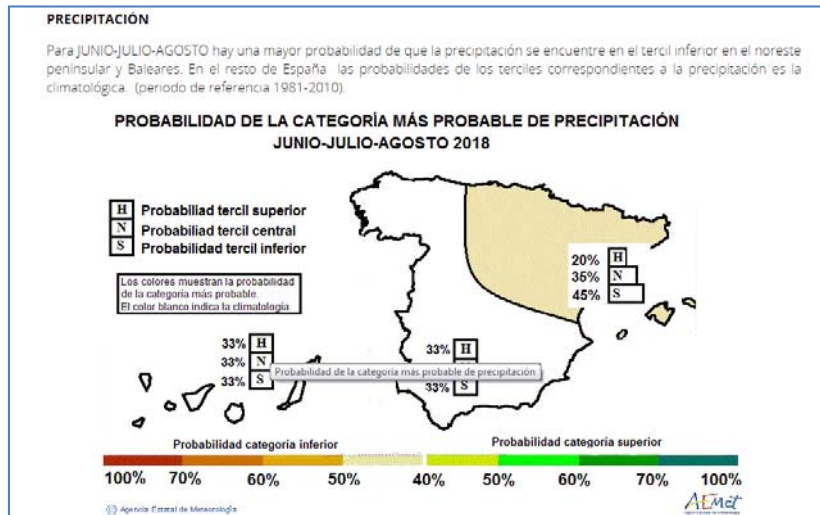 PRECIPITACIÓN
Para JUNIO-JULIO-AGOSTO hay una mayor probabilidad de que la precipitación se encuentre en el tercil inferior en el noreste
peninsular y Baleares. En el resto de España las probabilidades de los terciles correspondientes a la precipitación es la
climatológica. (periodo de referencia 1981-2010).
PROBABILIDAD DE LA CATEGORÍA MÁS PROBABLE DE PRECIPITACIÓN
JUNIO-JULIO-AGOSTO 2018
H Probabiliad tercil superior
N Probabiliad tercil central
S Probabilidad tercil inferior
Los colores muestran la probabilidad
de la categoría más probable.
El color blanco indica la climatología
20% H
35% N
45% S
33% H
33% N
33% S
33% H
Probabilidad de la categoría más probable de precipitación
33% S
Probabilidad categoría inferior
Probabilidad categoría superior
100% 70% 60% 50% 40% 50% 60% 70% 100%
© Agencia Estatal de Meteorología
AEMet